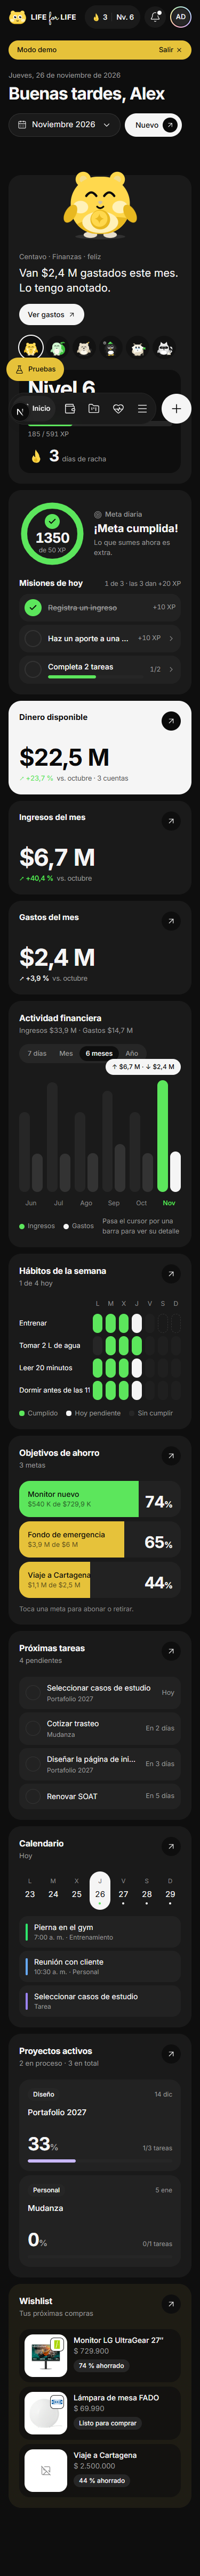 LIFE for LIFE
3
Nv. 6
AD
Modo demo
Salir ×
Jueves, 26 de noviembre de 2026
Buenas tardes, Alex
Noviembre 2026
Nuevo
Centavo · Finanzas · feliz
Van $2,4 M gastados este mes.
Lo tengo anotado.
Ver gastos
Pruebas
Nivel 6
N
Inicio
185 / 591 XP
3 días de racha
1350
de 50 XP
Meta diaria
¡Meta cumplida!
Lo que sumes ahora es
extra.
Misiones de hoy
1 de 3 · las 3 dan +20 XP
Registra un ingreso
+10 XP
Haz un aporte a una ...
+10 XP
Completa 2 tareas
1/2
Dinero disponible
$22,5 M
+23,7 % vs. octubre · 3 cuentas
Ingresos del mes
$6,7 M
+40,4 % vs. octubre
Gastos del mes
$2,4 M
+3,9 % vs. octubre
Actividad financiera
Ingresos $33,9 M · Gastos $14,7 M
7 días
Mes
6 meses
Año
↑ $6,7 M · ↓ $2,4 M
Jun
Jul
Ago
Sep
Oct
Nov
Ingresos
Gastos
Pasa el cursor por una
barra para ver su detalle
Hábitos de la semana
1 de 4 hoy
L M X J V S D
Entrenar
Tomar 2 L de agua
Leer 20 minutos
Dormir antes de las 11
Cumplido
Hoy pendiente
Sin cumplir
Objetivos de ahorro
3 metas
Monitor nuevo
$540 K de $729,9 K
74%
Fondo de emergencia
$3,9 M de $6 M
65%
Viaje a Cartagena
$1,1 M de $2,5 M
44%
Toca una meta para abonar o retirar.
Próximas tareas
4 pendientes
Seleccionar casos de estudio
Portafolio 2027
Hoy
Cotizar trasteo
Mudanza
En 2 días
Diseñar la página de ini...
Portafolio 2027
En 3 días
Renovar SOAT
En 5 días
Calendario
Hoy
L M X J V S D
23 24 25 26 27 28 29
Pierna en el gym
7:00 a. m. · Entrenamiento
Reunión con cliente
10:30 a. m. · Personal
Seleccionar casos de estudio
Tarea
Proyectos activos
2 en proceso · 3 en total
Diseño
14 dic
Portafolio 2027
33%
1/3 tareas
Personal
5 ene
Mudanza
0%
0/1 tareas
Wishlist
Tus próximas compras
Monitor LG UltraGear 27"
$ 729.900
74 % ahorrado
Lámpara de mesa FADO
$ 69.990
Listo para comprar
Viaje a Cartagena
$ 2.500.000
44 % ahorrado